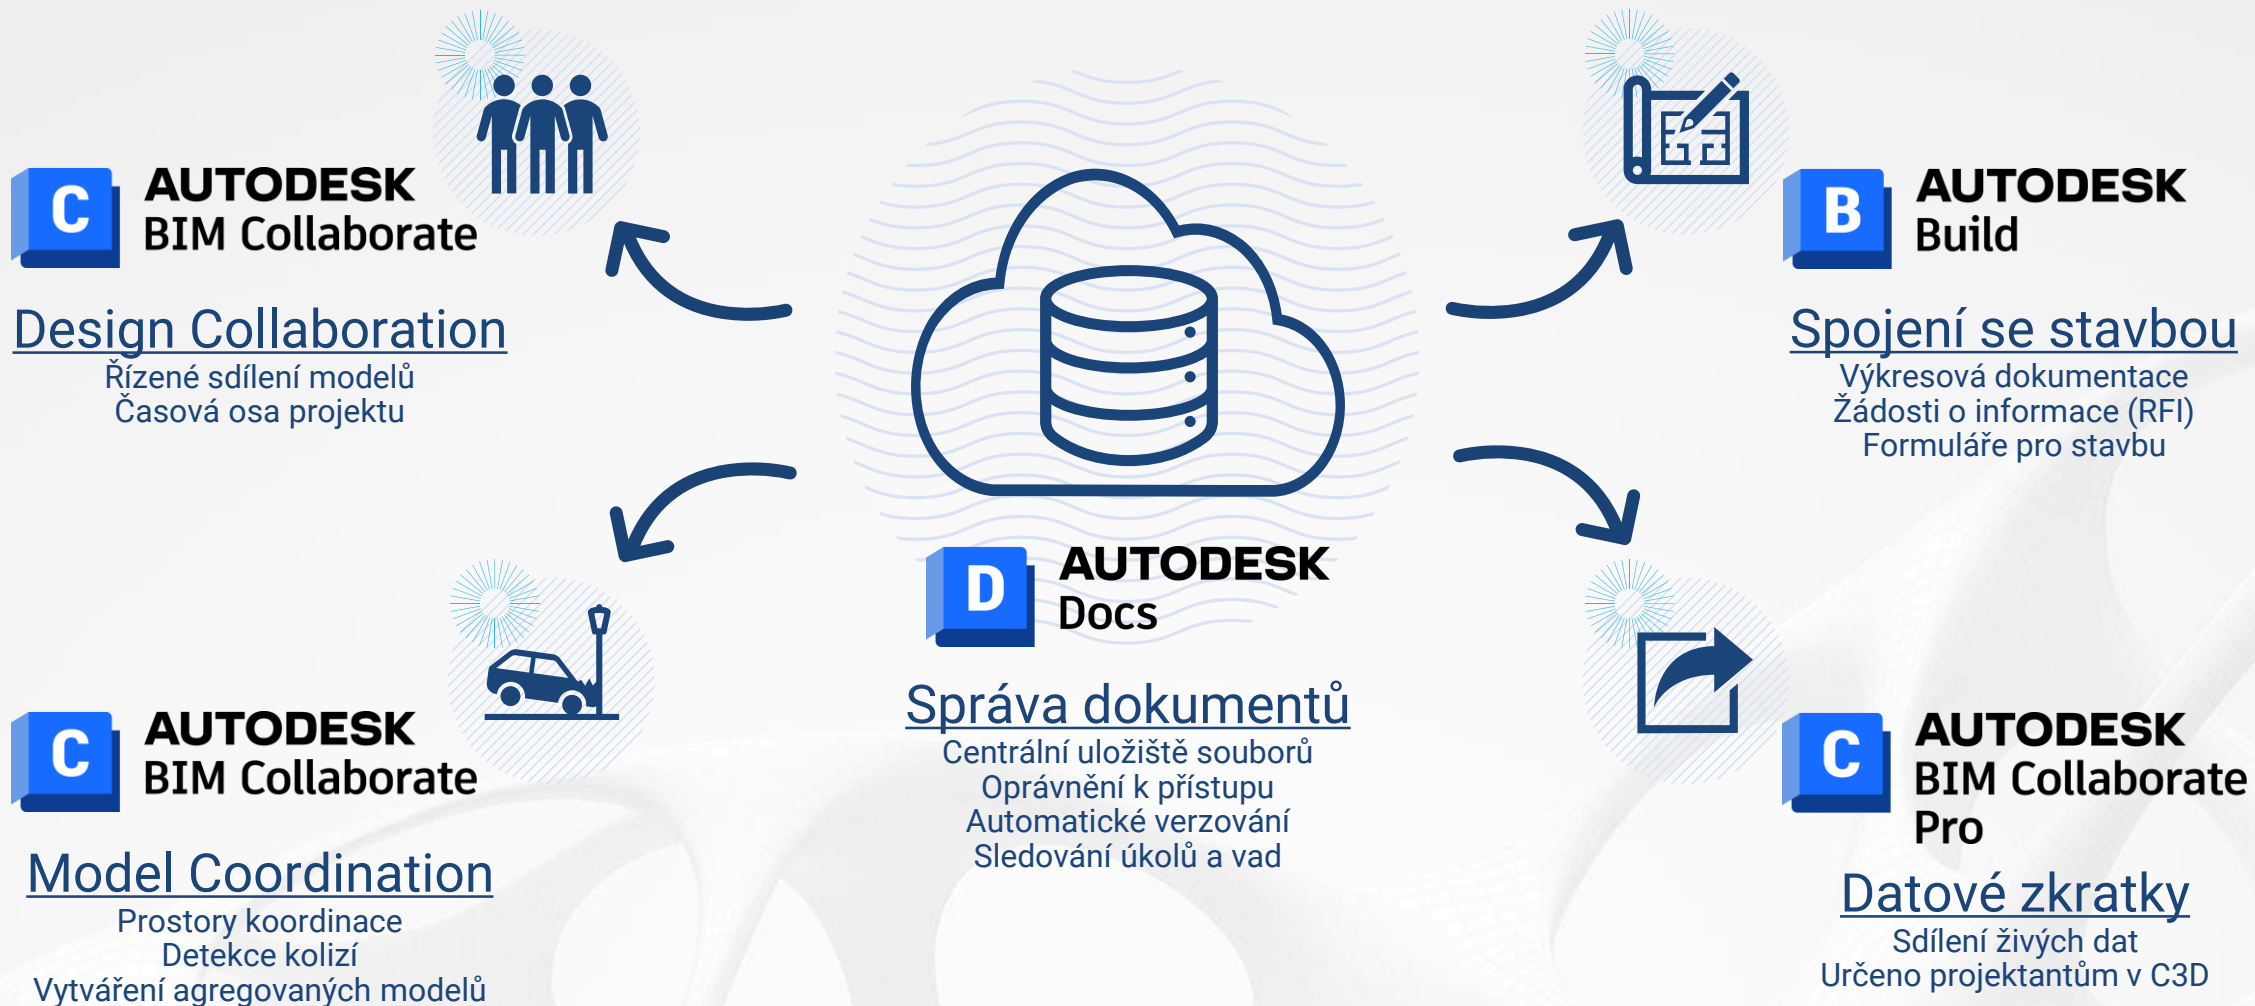 C
AUTODESK
BIM Collaborate
Design Collaboration
Řízené sdílení modelů
Časová osa projektu
C
AUTODESK
BIM Collaborate
Model Coordination
Prostory koordinace
Detekce kolizí
Vytváření agregovaných modelů
D
AUTODESK
Docs
Správa dokumentů
Centrální uložiště souborů
Oprávnění k přístupu
Automatické verzování
Sledování úkolů a vad
B
AUTODESK
Build
Spojení se stavbou
Výkresová dokumentace
Žádosti o informace (RFI)
Formuláře pro stavbu
C
AUTODESK
BIM Collaborate
Pro
Datové zkratky
Sdílení živých dat
Určeno projektantům v C3D